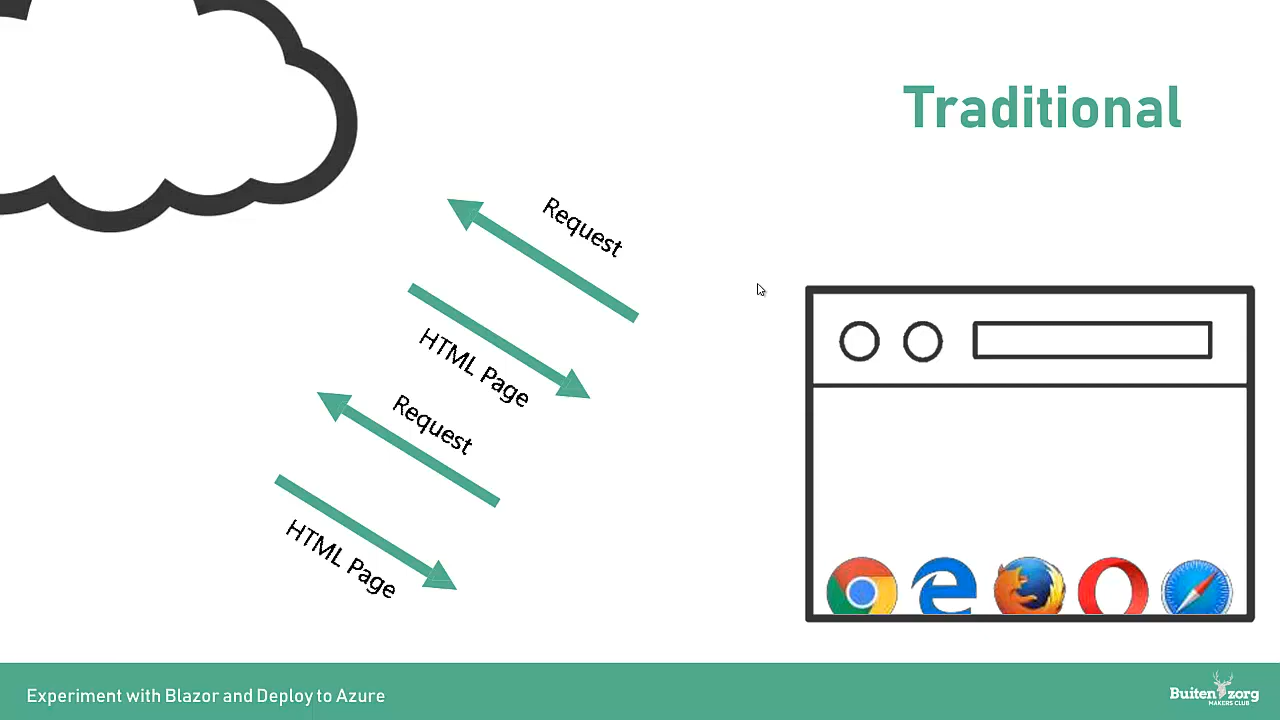 Traditional
Request
HTML Page
Request
HTML Page
Experiment with Blazor and Deploy to Azure
Buitenzorg
MAKERS CLUB